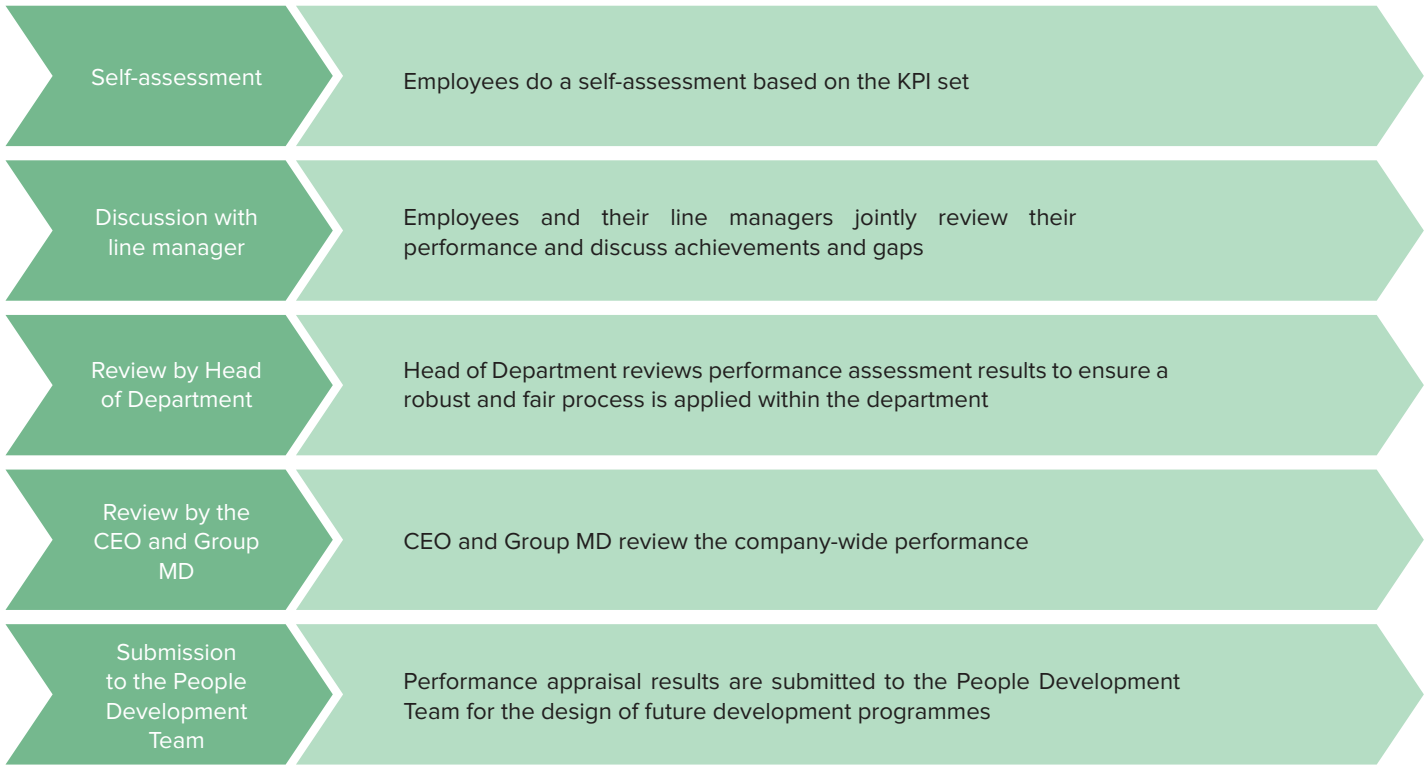 Self-assessment
Employees do a self-assessment based on the KPI set
Discussion with
line manager
Employees and their line managers jointly review their
performance and discuss achievements and gaps
Review by Head
of Department
Head of Department reviews performance assessment results to ensure a
robust and fair process is applied within the department
Review by the
CEO and Group
MD
CEO and Group MD review the company-wide performance
Submission
to the People
Development
Team
Performance appraisal results are submitted to the People Development
Team for the design of future development programmes